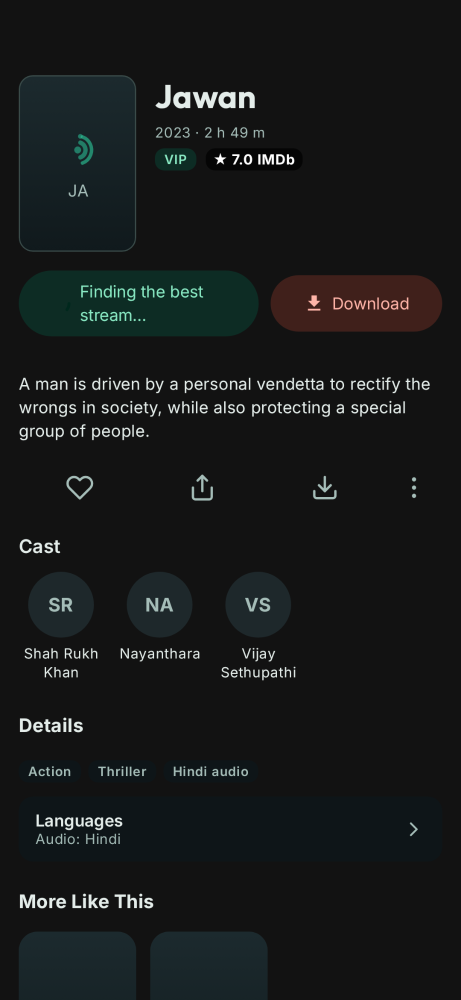 JA
Jawan
2023 · 2 h 49 m
VIP
★ 7.0 IMDb
Finding the best
stream...
Download
A man is driven by a personal vendetta to rectify the
wrongs in society, while also protecting a special
group of people.
Cast
SR
NA
VS
Shah Rukh
Khan
Nayanthara
Vijay
Sethupathi
Details
Action
Thriller
Hindi audio
Languages
Audio: Hindi
More Like This